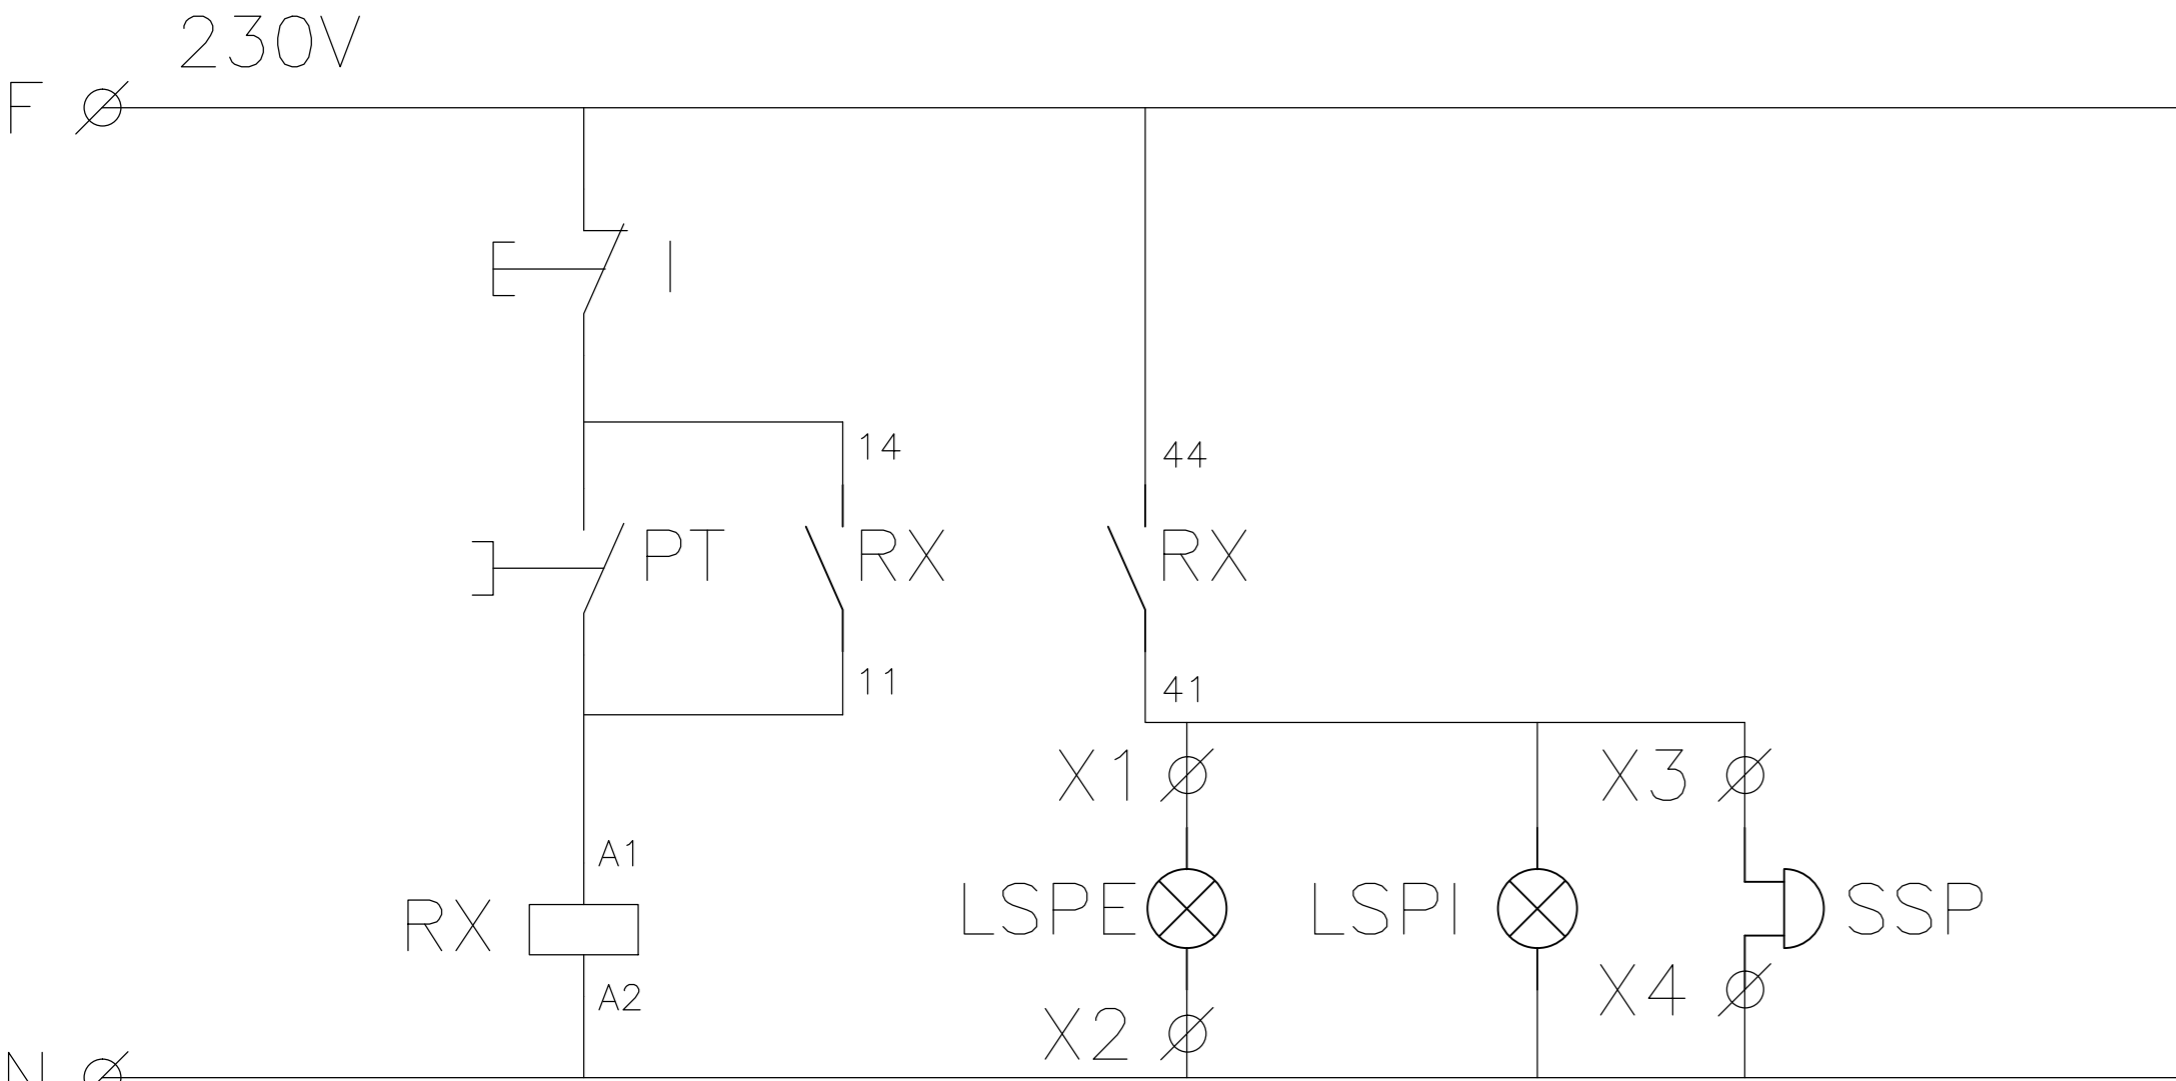 230V
F
I
14
44
PT
RX
RX
11
41
X1
X3
A1
RX
LSPE
LSPI
SSP
A2
X4
X2
N